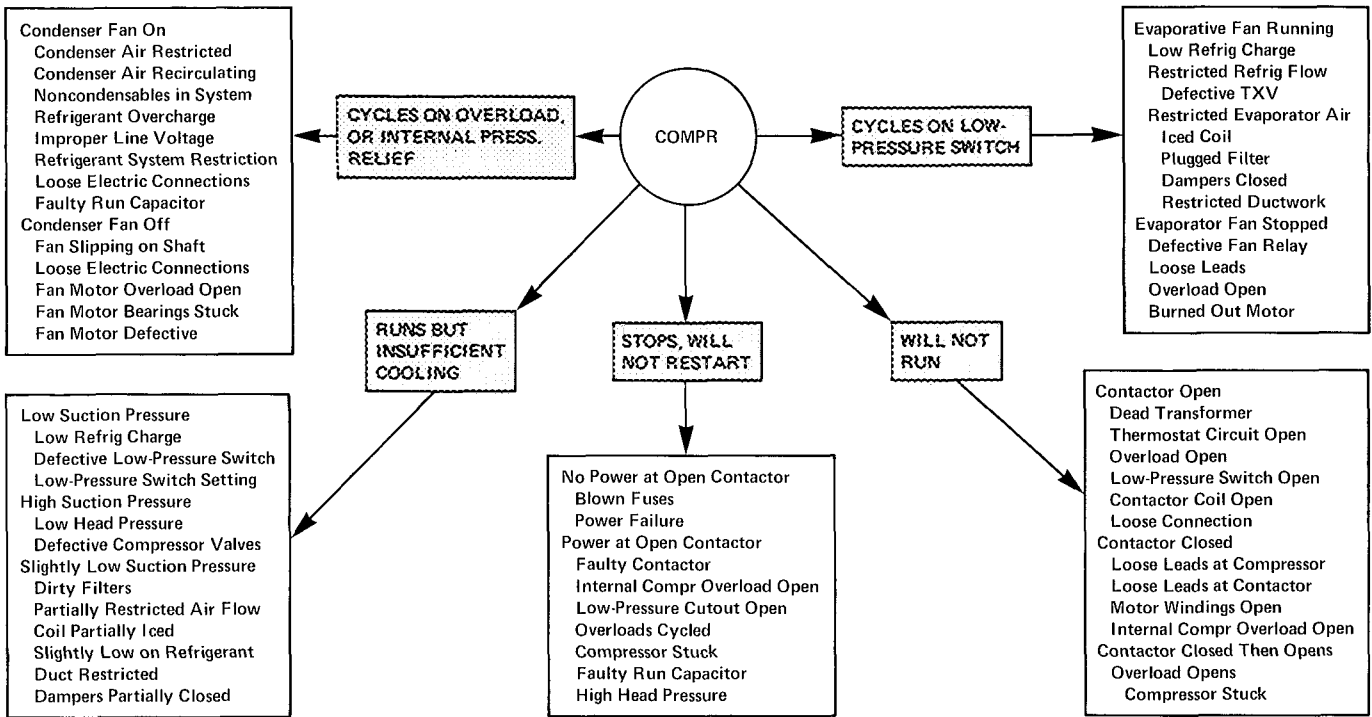 COMPR
CYCLES ON OVERLOAD,
OR INTERNAL PRESS.
RELIEF
Condenser Fan On
Condenser Air Restricted
Condenser Air Recirculating
Noncondensables in System
Refrigerant Overcharge
Improper Line Voltage
Refrigerant System Restriction
Loose Electric Connections
Faulty Run Capacitor
Condenser Fan Off
Fan Slipping on Shaft
Loose Electric Connections
Fan Motor Overload Open
Fan Motor Bearings Stuck
Fan Motor Defective
CYCLES ON LOW-
PRESSURE SWITCH
Evaporative Fan Running
Low Refrig Charge
Restricted Refrig Flow
Defective TXV
Restricted Evaporator Air
Iced Coil
Plugged Filter
Dampers Closed
Restricted Ductwork
Evaporator Fan Stopped
Defective Fan Relay
Loose Leads
Overload Open
Burned Out Motor
RUNS BUT
INSUFFICIENT
COOLING
Low Suction Pressure
Low Refrig Charge
Defective Low-Pressure Switch
Low-Pressure Switch Setting
High Suction Pressure
Low Head Pressure
Defective Compressor Valves
Slightly Low Suction Pressure
Dirty Filters
Partially Restricted Air Flow
Coil Partially Iced
Slightly Low on Refrigerant
Duct Restricted
Dampers Partially Closed
STOPS, WILL
NOT RESTART
No Power at Open Contactor
Blown Fuses
Power Failure
Power at Open Contactor
Faulty Contactor
Internal Compr Overload Open
Low-Pressure Cutout Open
Overloads Cycled
Compressor Stuck
Faulty Run Capacitor
High Head Pressure
WILL NOT
RUN
Contactor Open
Dead Transformer
Thermostat Circuit Open
Overload Open
Low-Pressure Switch Open
Contactor Coil Open
Loose Connection
Contactor Closed
Loose Leads at Compressor
Loose Leads at Contactor
Motor Windings Open
Internal Compr Overload Open
Contactor Closed Then Opens
Overload Opens
Compressor Stuck